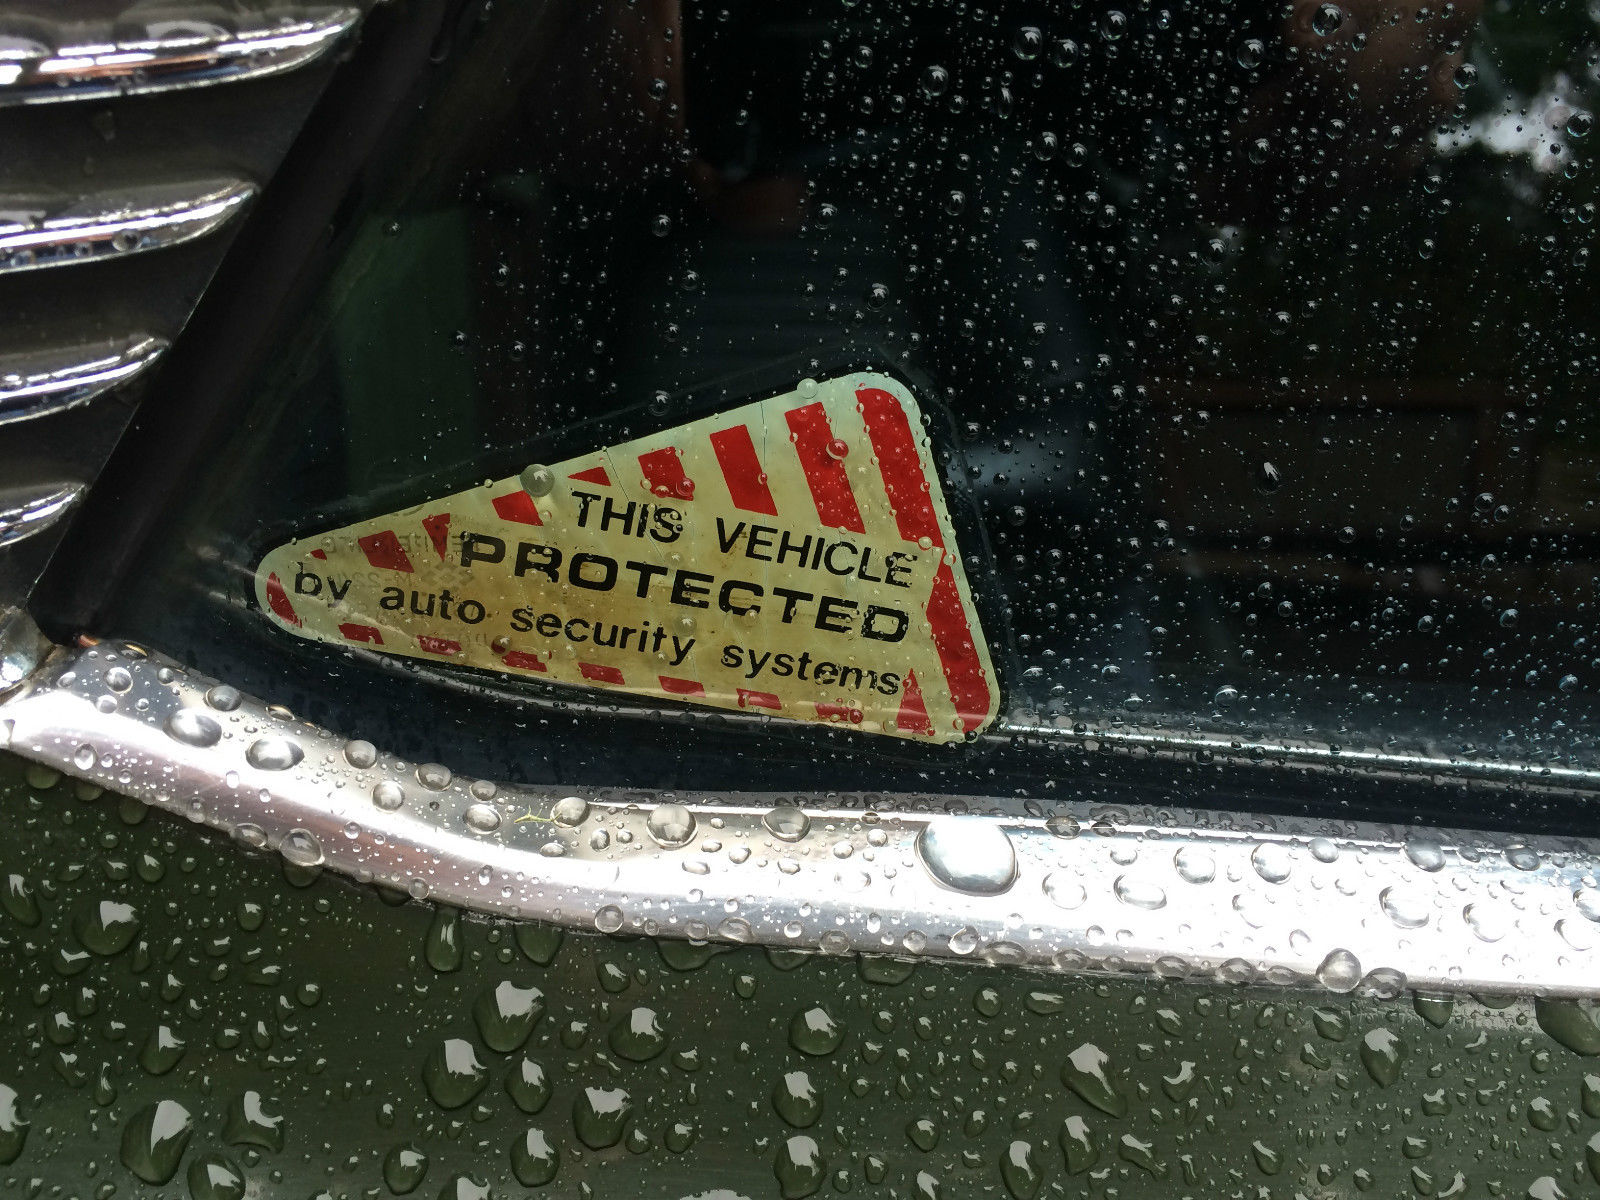 THIS VEHICLE
PROTECTED
by auto security systems